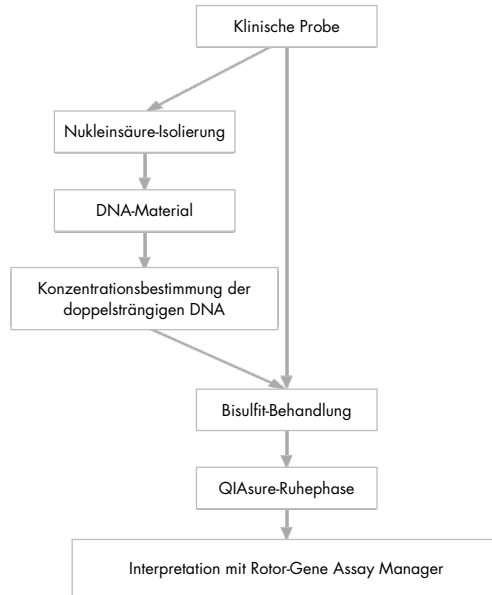 Klinische Probe
Nukleinsäure-Isolierung
DNA-Material
Konzentrationsbestimmung der
doppelsträngigen DNA
Bisulfit-Behandlung
QIAsure-Ruhephase
Interpretation mit Rotor-Gene Assay Manager